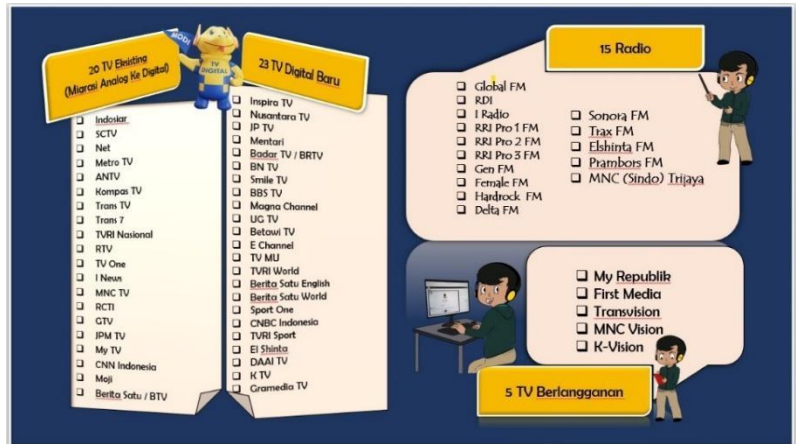 20 TV Eksisting
(Migrasi Analog Ke Digital)
Indosiar
SCTV
Net
Metro TV
ANTV
Kompas TV
Trans TV
Trans 7
TVRI Nasional
RTV
TV One
I News
MNC TV
RCTI
GTV
JPM TV
My TV
CNN Indonesia
Moji
Berita Satu / BTV
MODI
TV
DIGITAL
23 TV Digital Baru
Inspira TV
Nusantara TV
JP TV
Mentari
Badar TV / BRTV
BN TV
Smile TV
BBS TV
Magna Channel
UG TV
Betawi TV
E Channel
TV MU
TVRI World
Berita Satu English
Berita Satu World
Sport One
CNBC Indonesia
TVRI Sport
El Shinta
DAAI TV
K TV
Gramedia TV
15 Radio
Global FM
RDI
I Radio
RRI Pro 1 FM
RRI Pro 2 FM
RRI Pro 3 FM
Gen FM
Female FM
Hardrock FM
Delta FM
Sonora FM
Trax FM
Elshinta FM
Prambors FM
MNC (Sindo) Trijaya
My Republik
First Media
Transvision
MNC Vision
K-Vision
5 TV Berlangganan